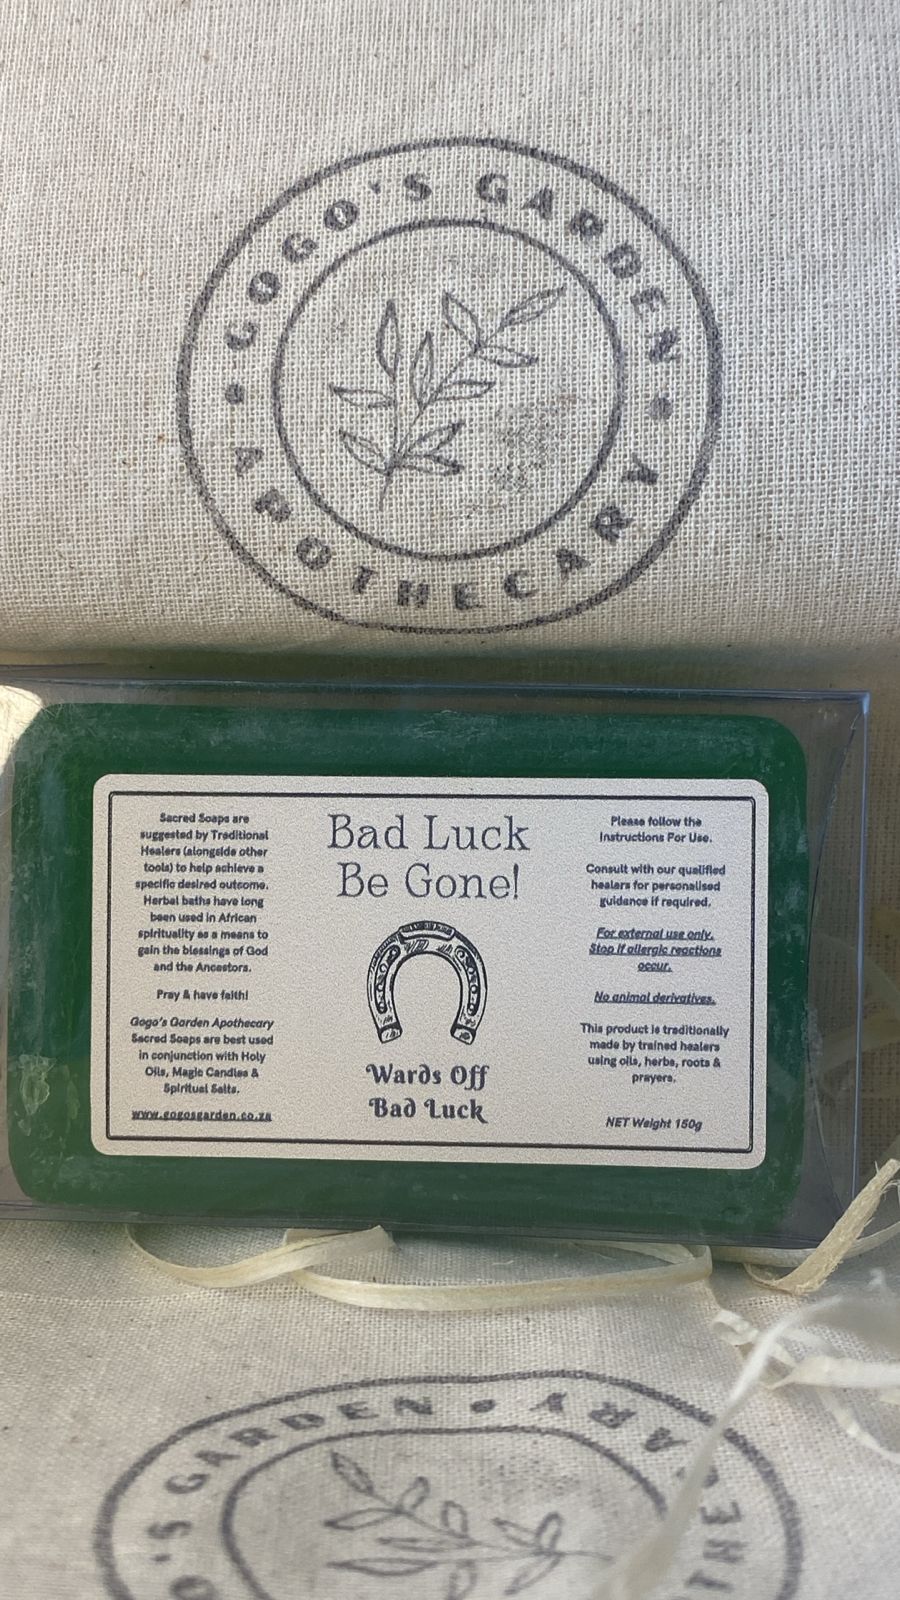 GOGO'S GARDEN
APOTHECARY
Sacred Soaps are
suggested by Traditional
Healers (alongside other
tools) to help achieve a
specific desired outcome.
Herbal baths have long
been used in African
spirituality as a means to
gain the blessings of God
and the Ancestors.
Pray & have faith!
Gogo's Garden Apothecary
Sacred Soaps are best used
in conjunction with Holy
Oils, Magic Candles &
Spiritual Salts.
www.gogosgarden.co.za
Bad Luck
Be Gone!
Wards Off
Bad Luck
Please follow the
Instructions For Use.
Consult with our qualified
healers for personalised
guidance if required.
For external use only.
Stop if allergic reactions
occur.
No animal derivatives.
This product is traditionally
made by trained healers
using oils, herbs, roots &
prayers.
NET Weight 150g
O'S GARDEN
THECARY